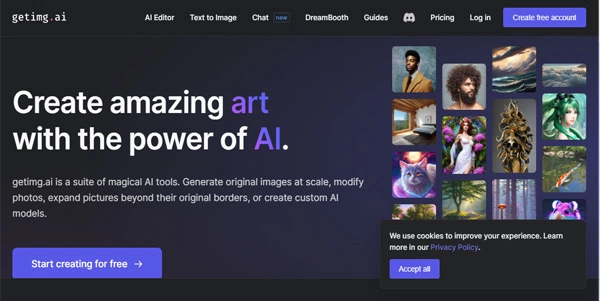 getimg.ai
AI Editor
Text to Image
Chat new
DreamBooth
Guides
Pricing
Log in
Create free account
Create amazing art
with the power of AI.
getimg.ai is a suite of magical AI tools. Generate original images at scale, modify
photos, expand pictures beyond their original borders, or create custom AI
models.
Start creating for free →
We use cookies to improve your experience. Learn
more in our Privacy Policy.
Accept all